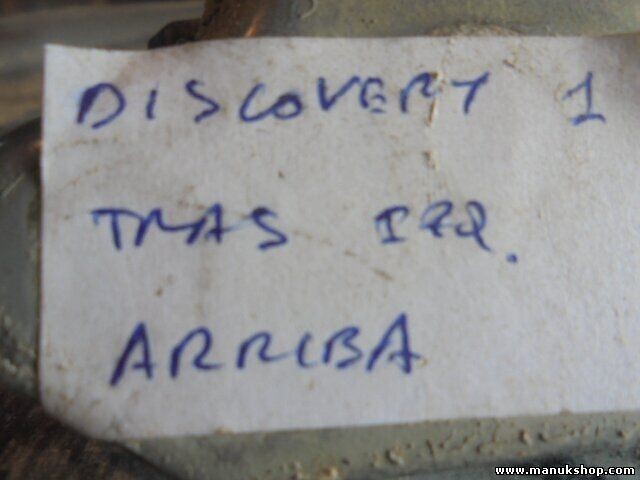 DISCOVERY 1
TRAS IZQ.
ARRIBA
www.manukshop.com